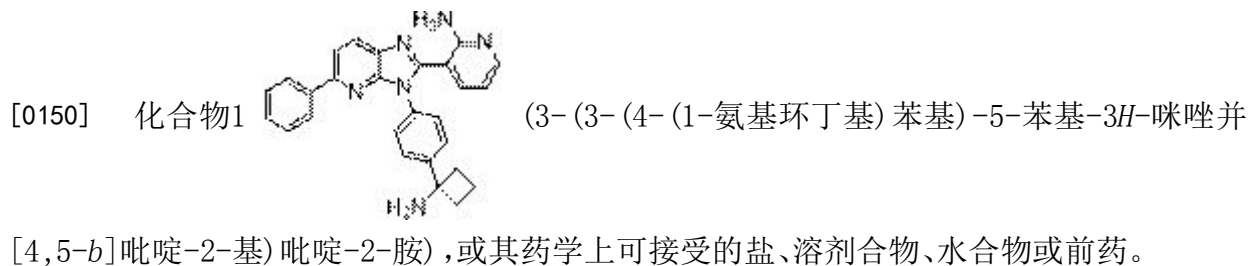 [0150] 化合物1 (3-(3-(4-(1-氨基环丁基)苯基)-5-苯基-3H-咪唑并
H₂N
N N
N N
H₂N
[4,5-b]吡啶-2-基)吡啶-2-胺),或其药学上可接受的盐、溶剂合物、水合物或前药。